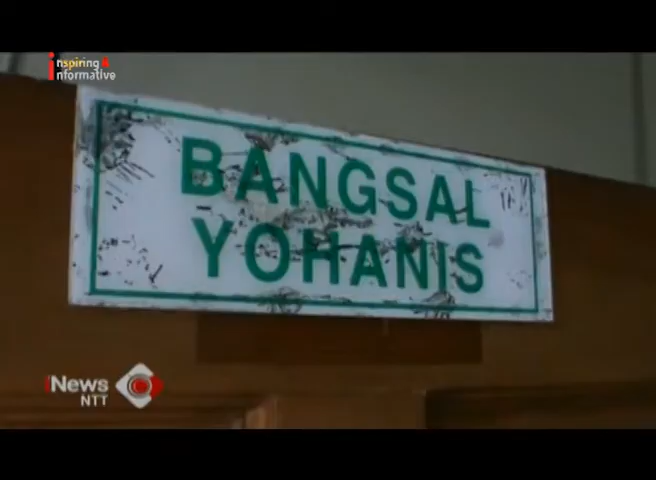 inspiring &
informative
BANGSAL
YOHANIS
iNews
NTT